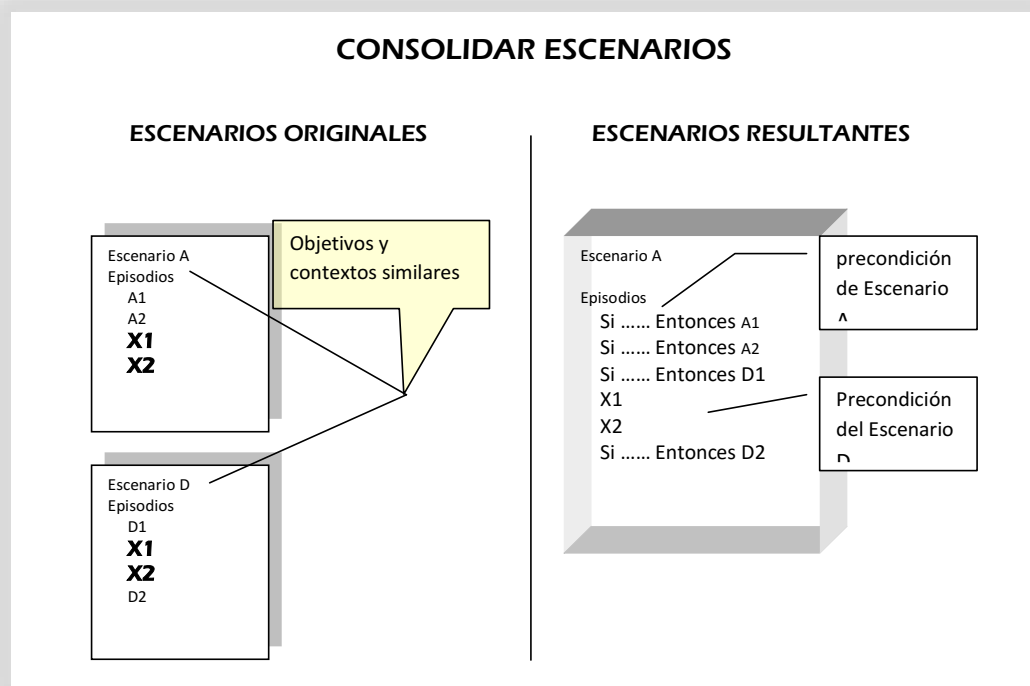 CONSOLIDAR ESCENARIOS
ESCENARIOS ORIGINALES
Escenario A
Episodios
A1
A2
X1
X2
Objetivos y
contextos similares
Escenario D
Episodios
D1
X1
X2
D2
ESCENARIOS RESULTANTES
Escenario A
Episodios
Si ...... Entonces A1
Si ...... Entonces A2
Si ...... Entonces D1
X1
X2
Si ...... Entonces D2
precondición
de Escenario
A
Precondición
del Escenario
D